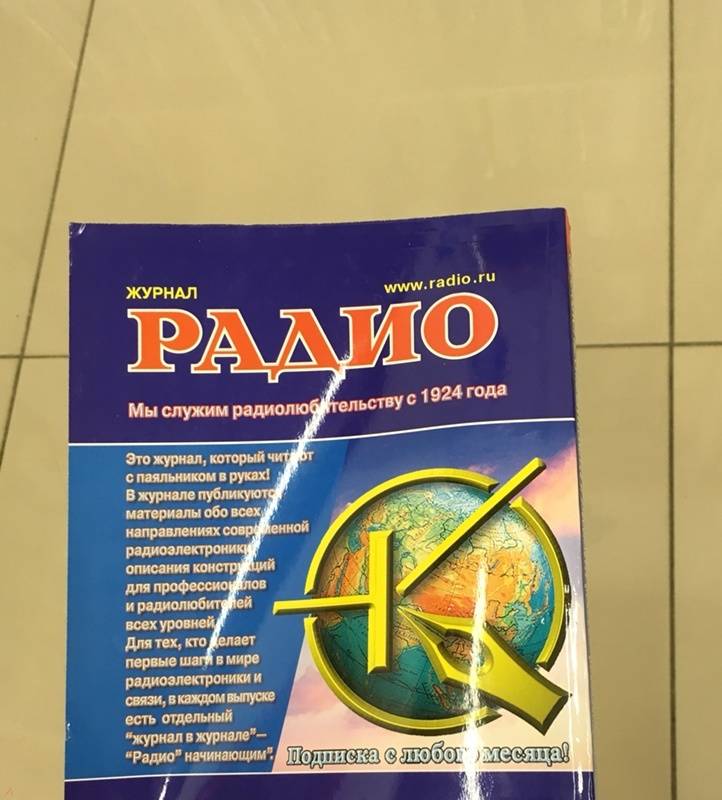 ЖУРНАЛ
www.radio.ru
РАДИО
Мы служим радиолюбительству с 1924 года
Это журнал, который читают
с паяльником в руках!
В журнале публикуются
материалы обо всех
направлениях современной
радиоэлектроники,
описания конструкций
для профессионалов
и радиолюбителей
всех уровней.
Для тех, кто делает
первые шаги в мире
радиоэлектроники и
связи, в каждом выпуске
есть отдельный
"журнал в журнале"–
"Радио" начинающим".
Подписка с любого месяца!